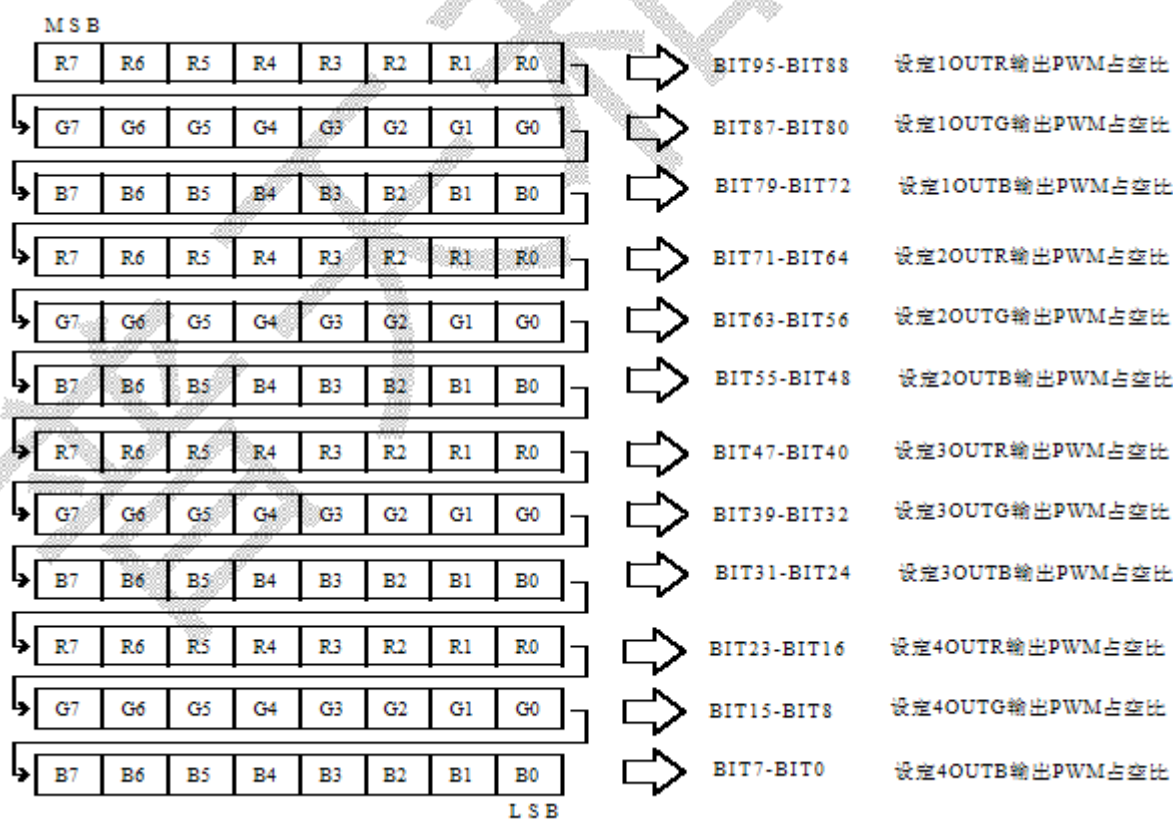 MSB
R7 R6 R5 R4 R3 R2 R1 R0 BIT95-BIT88 设定1OUTR输出PWM占空比
G7 G6 G5 G4 G3 G2 G1 G0 BIT87-BIT80 设定1OUTG输出PWM占空比
B7 B6 B5 B4 B3 B2 B1 B0 BIT79-BIT72 设定1OUTB输出PWM占空比
R7 R6 R5 R4 R3 R2 R1 R0 BIT71-BIT64 设定2OUTR输出PWM占空比
G7 G6 G5 G4 G3 G2 G1 G0 BIT63-BIT56 设定2OUTG输出PWM占空比
B7 B6 B5 B4 B3 B2 B1 B0 BIT55-BIT48 设定2OUTB输出PWM占空比
R7 R6 R5 R4 R3 R2 R1 R0 BIT47-BIT40 设定3OUTR输出PWM占空比
G7 G6 G5 G4 G3 G2 G1 G0 BIT39-BIT32 设定3OUTG输出PWM占空比
B7 B6 B5 B4 B3 B2 B1 B0 BIT31-BIT24 设定3OUTB输出PWM占空比
R7 R6 R5 R4 R3 R2 R1 R0 BIT23-BIT16 设定4OUTR输出PWM占空比
G7 G6 G5 G4 G3 G2 G1 G0 BIT15-BIT8 设定4OUTG输出PWM占空比
B7 B6 B5 B4 B3 B2 B1 B0 BIT7-BIT0 设定4OUTB输出PWM占空比
LSB